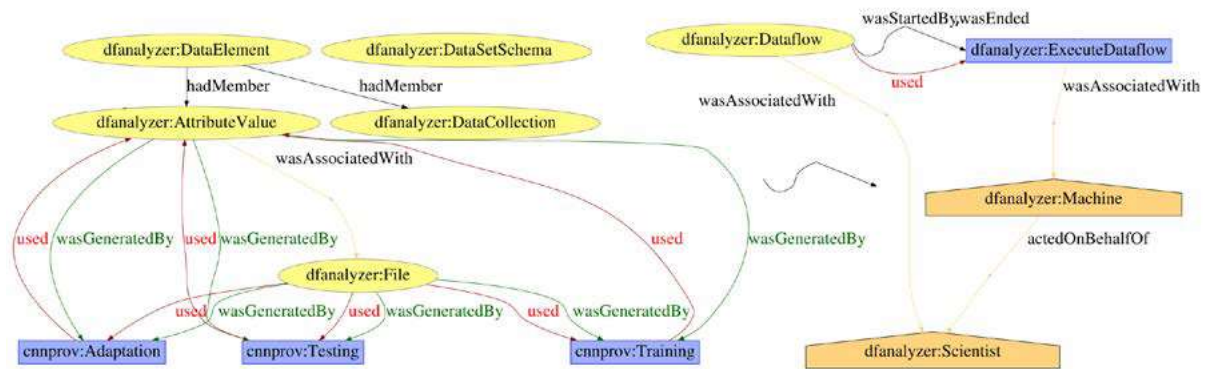 wasStartedBy,wasEnded
dfanalyzer:DataElement
dfanalyzer:DataSetSchema
dfanalyzer:Dataflow
dfanalyzer:ExecuteDataflow
used
hadMember
hadMember
wasAssociatedWith
wasAssociatedWith
dfanalyzer:AttributeValue
dfanalyzer:DataCollection
wasAssociatedWith
dfanalyzer:Machine
used
wasGeneratedBy
used
wasGeneratedBy
used
wasGeneratedBy
actedOnBehalfOf
dfanalyzer:File
used
wasGeneratedBy
used
wasGeneratedBy
used
wasGeneratedBy
cnnprov:Adaptation
cnnprov:Testing
cnnprov:Training
dfanalyzer:Scientist